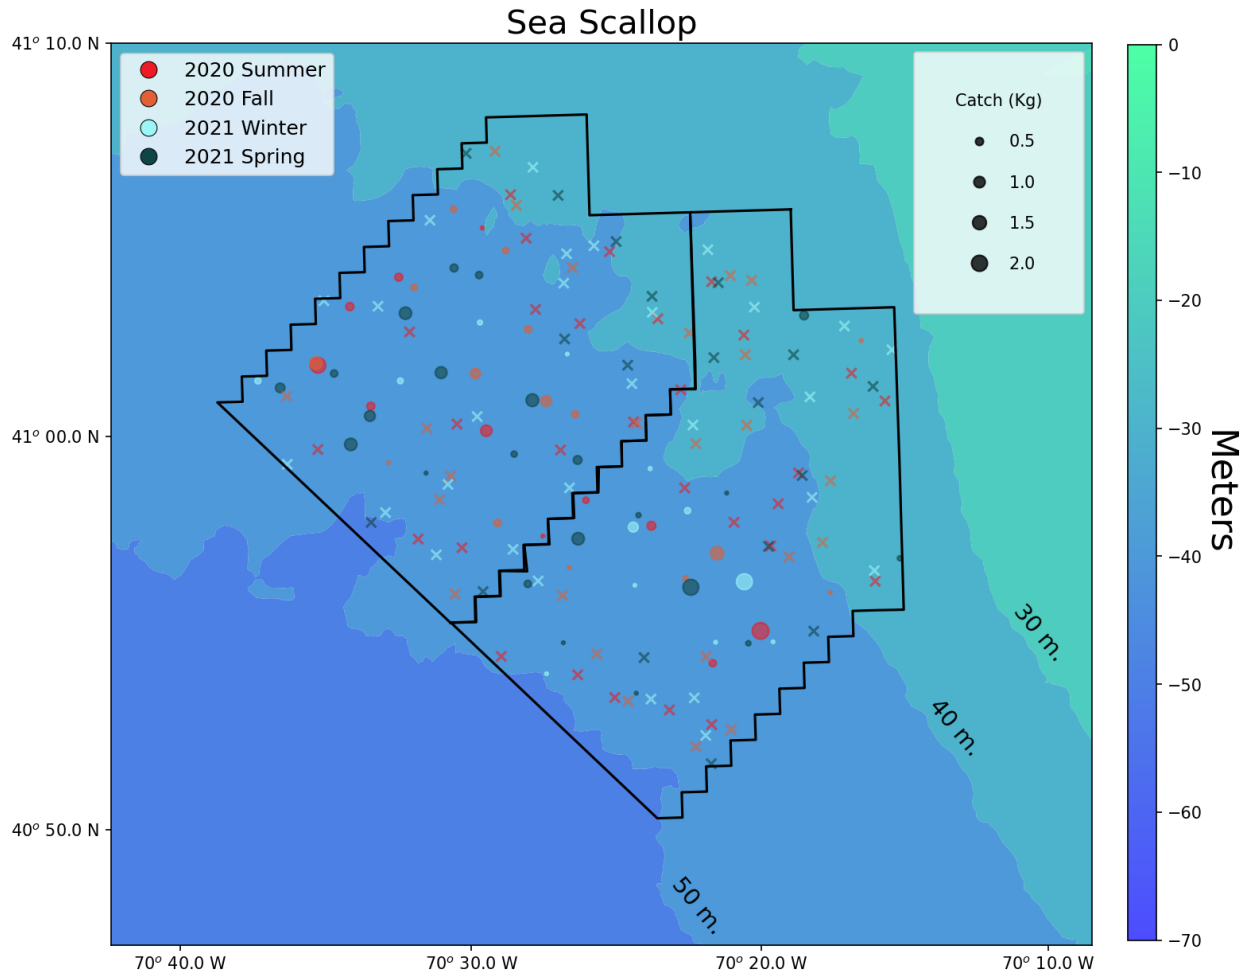 Sea Scallop
41° 10.0 N
41° 00.0 N
40° 50.0 N
70° 40.0 W
70° 30.0 W
70° 20.0 W
70° 10.0 W
2020 Summer
2020 Fall
2021 Winter
2021 Spring
Catch (Kg)
0.5
1.0
1.5
2.0
30 m.
40 m.
50 m.
0
−10
−20
−30
−40
−50
−60
−70
Meters